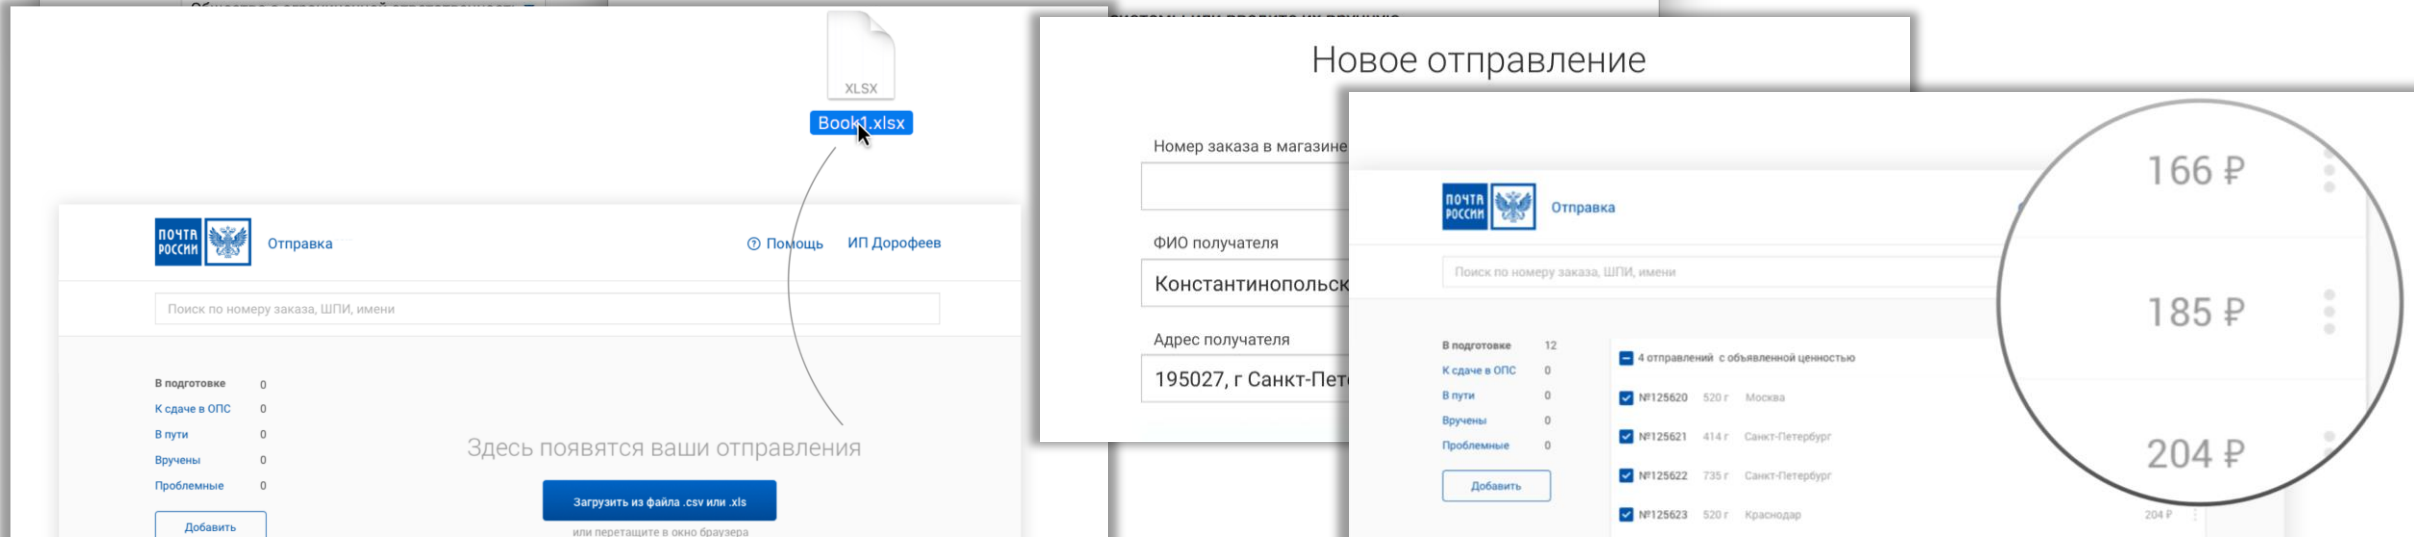 XLSX
Book1.xlsx
ПОЧТА
РОССИИ
Отправка
Помощь
ИП Дорофеев
Поиск по номеру заказа, ШПИ, имени
В подготовке 0
К сдаче в ОПС 0
В пути 0
Вручены 0
Проблемные 0
Добавить
Здесь появятся ваши отправления
Загрузить из файла .csv или .xls
или перетащите в окно браузера
Новое отправление
Номер заказа в магазине
ФИО получателя
Константинопольск
Адрес получателя
195027, г Санкт-Пет
ПОЧТА
РОССИИ
Отправка
Поиск по номеру заказа, ШПИ, имени
В подготовке 12
К сдаче в ОПС 0
В пути 0
Вручены 0
Проблемные 0
Добавить
4 отправлений с объявленной ценностью
№125620 520 г Москва
№125621 414 г Санкт-Петербург
№125622 735 г Санкт-Петербург
№125623 520 г Краснодар 204 ₽
166 ₽
185 ₽
204 ₽